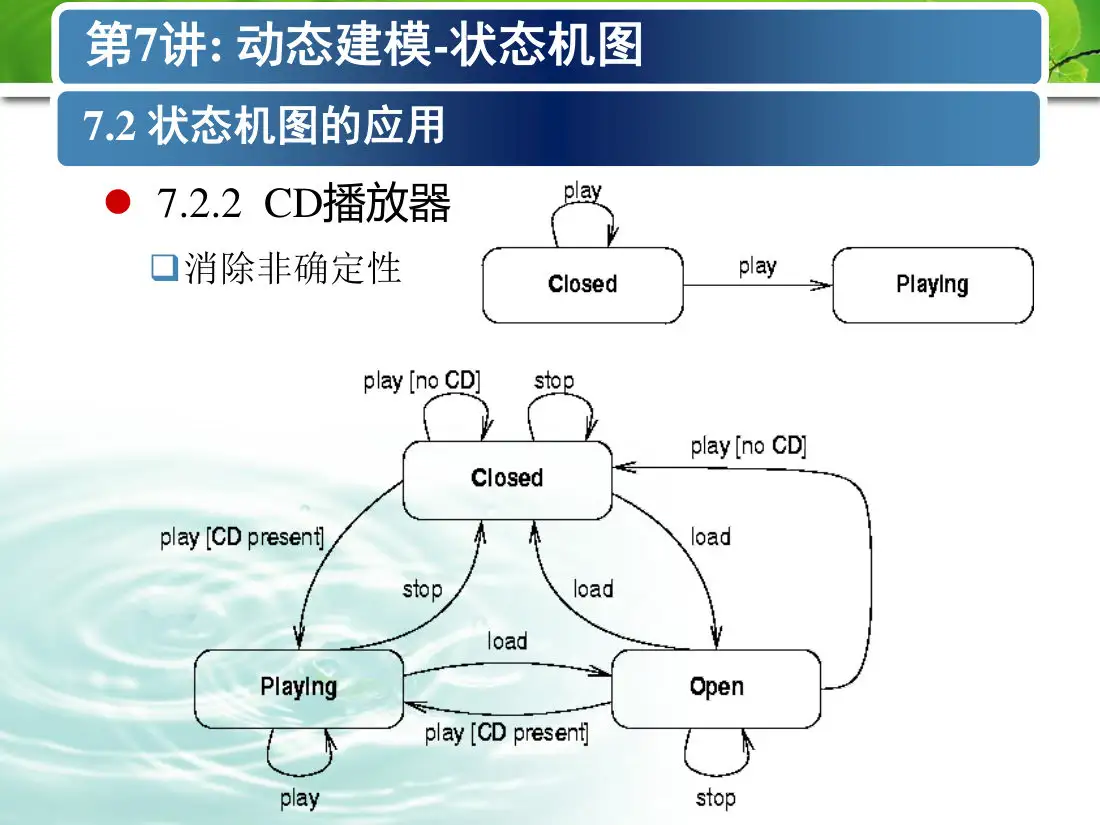 第7讲: 动态建模-状态机图
7.2 状态机图的应用
7.2.2 CD播放器
消除非确定性
play
Closed
play
Playing
play [no CD]
stop
Closed
play [no CD]
play [CD present]
load
stop
load
load
Playing
Open
play [CD present]
play
stop